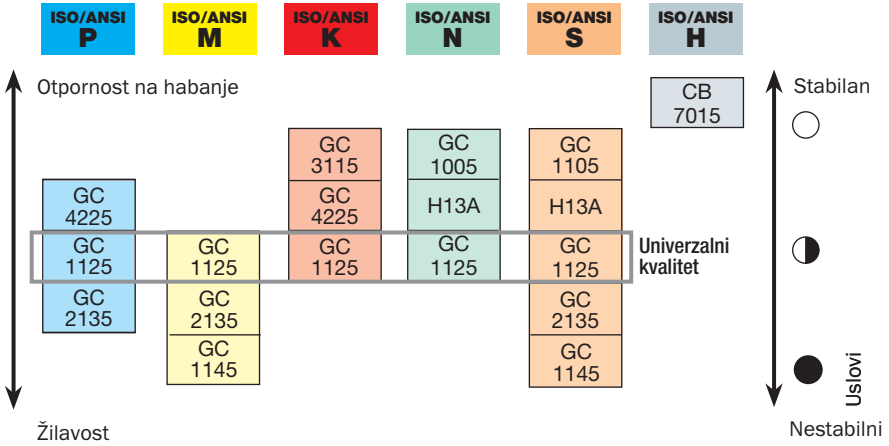 ISO/ANSI
P
ISO/ANSI
M
ISO/ANSI
K
ISO/ANSI
N
ISO/ANSI
S
ISO/ANSI
H
Otpornost na habanje
Stabilan
CB
7015
GC
3115
GC
1005
GC
1105
GC
4225
GC
4225
H13A
H13A
GC
1125
GC
1125
GC
1125
GC
1125
GC
1125
Univerzalni
kvalitet
GC
2135
GC
2135
GC
2135
GC
1145
GC
1145
Uslovi
Žilavost
Nestabilni